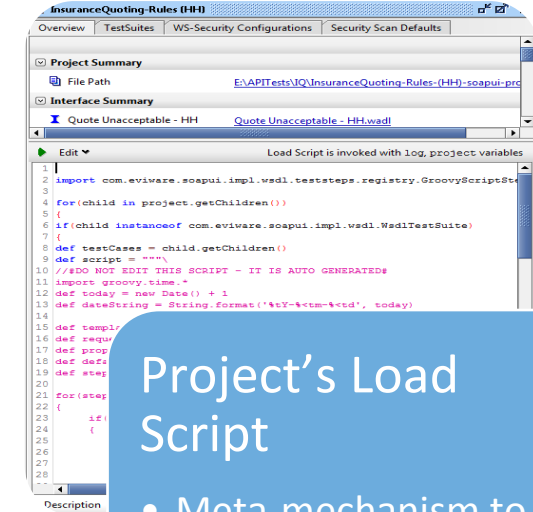 InsuranceQuoting-Rules (HH)
Overview TestSuites WS-Security Configurations Security Scan Defaults
Project Summary
File Path E:\APITests\IQ\InsuranceQuoting-Rules-(HH)-soapui-pro
Interface Summary
Quote Unacceptable - HH Quote Unacceptable - HH.wadl
Edit Load Script is invoked with log, project variables
1
2 import com.eviware.soapui.impl.wsdl.teststeps.registry.GroovyScriptSte
3
4 for(child in project.getChildren())
5 {
6 if(child instanceof com.eviware.soapui.impl.wsdl.WsdlTestSuite)
7 {
8 def testCases = child.getChildren()
9 def script = """\
10 //#DO NOT EDIT THIS SCRIPT - IT IS AUTO GENERATED#
11 import groovy.time.*
12 def today = new Date() + 1
13 def dateString = String.format('%tY-%<tm-%<td', today)
14
15 def templ
16 def requ
17 def prop
18 def defa
19 def step
20
21 for(step
22 {
23 if(
24 {
25
26
27
28
Description
Project's Load
Script
• Meta-mechanism to